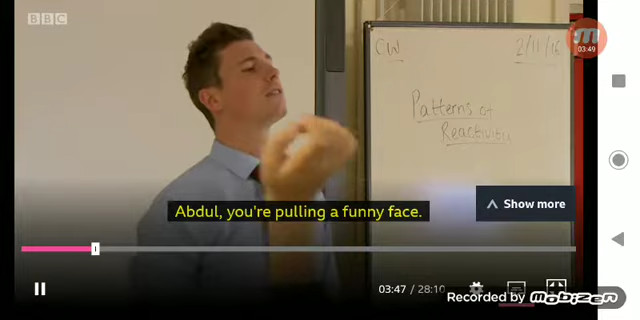 BBC
CW
2/11/16
03:49
Patterns of
Reactivity
Abdul, you're pulling a funny face.
Show more
03:47 / 28:10
Recorded by mobizen